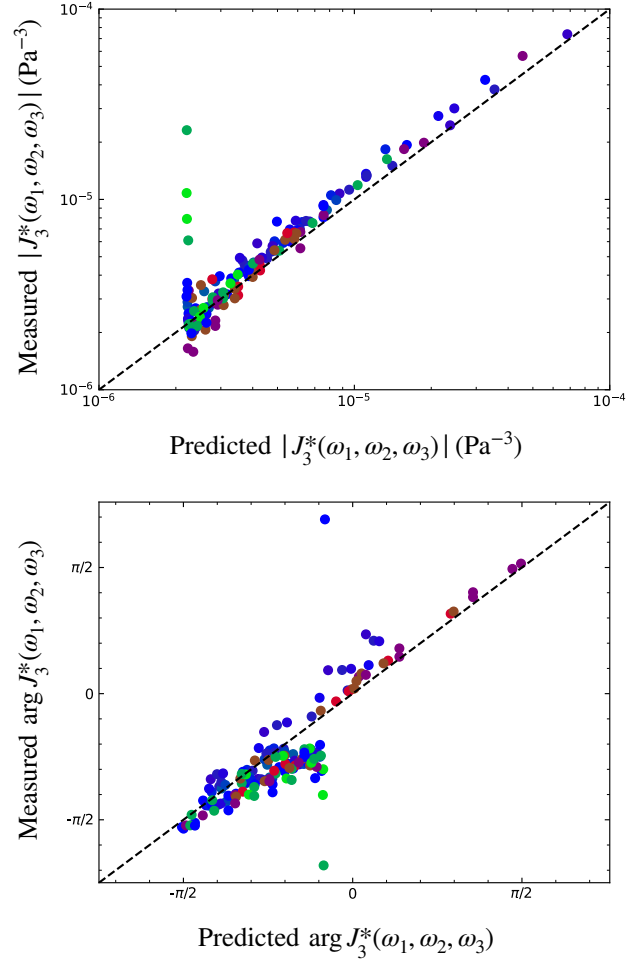 10⁻⁴
10⁻⁵
10⁻⁶
Measured |J₃*(ω₁, ω₂, ω₃)| (Pa⁻³)
10⁻⁶ 10⁻⁵ 10⁻⁴
Predicted |J₃*(ω₁, ω₂, ω₃)| (Pa⁻³)
π/2
0
-π/2
Measured arg J₃*(ω₁, ω₂, ω₃)
-π/2 0 π/2
Predicted arg J₃*(ω₁, ω₂, ω₃)